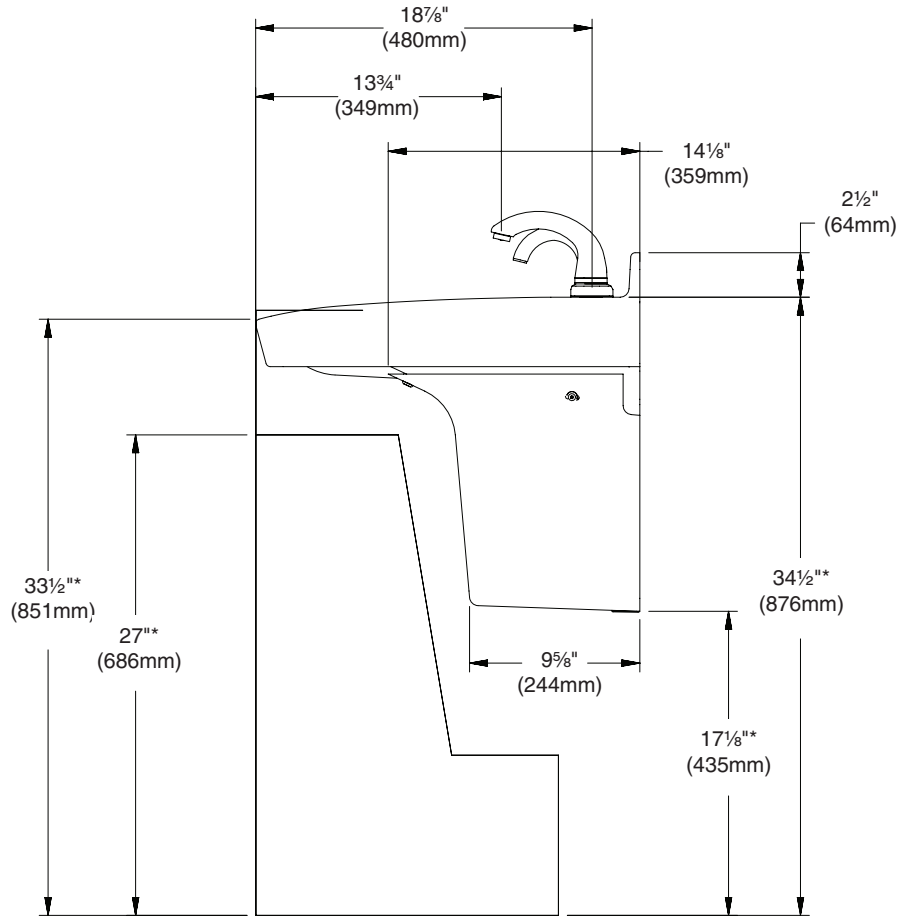 18⅞"
(480mm)
13¾"
(349mm)
14⅛"
(359mm)
2½"
(64mm)
33½"*
(851mm)
27"*
(686mm)
34½"*
(876mm)
9⅝"
(244mm)
17⅛"*
(435mm)